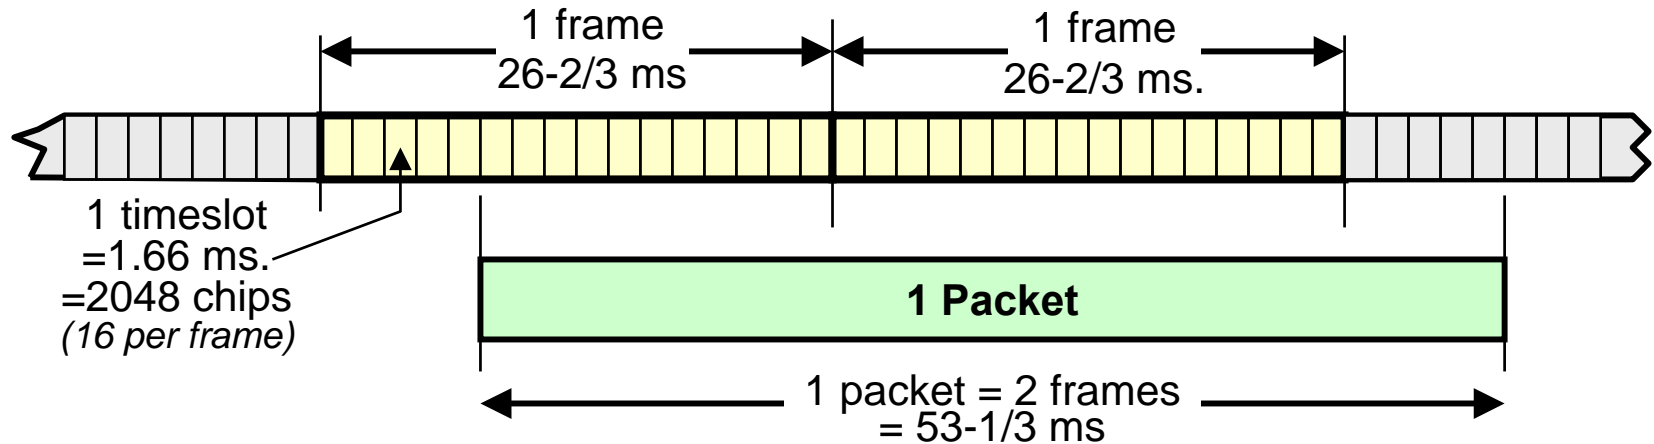 1 frame
26-2/3 ms
1 frame
26-2/3 ms.
1 timeslot
=1.66 ms.
=2048 chips
(16 per frame)
1 Packet
1 packet = 2 frames
= 53-1/3 ms